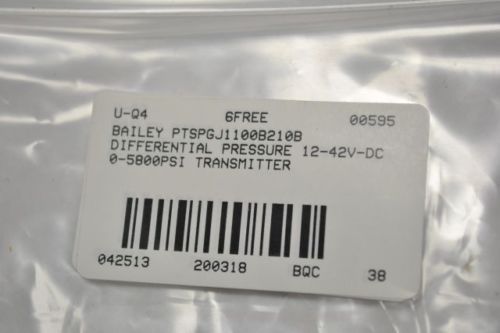 U-Q4 6FREE 00595
BAILEY PTSPGJ1100B210B
DIFFERENTIAL PRESSURE 12-42V-DC
0-5800PSI TRANSMITTER
042513 200318 BQC 38